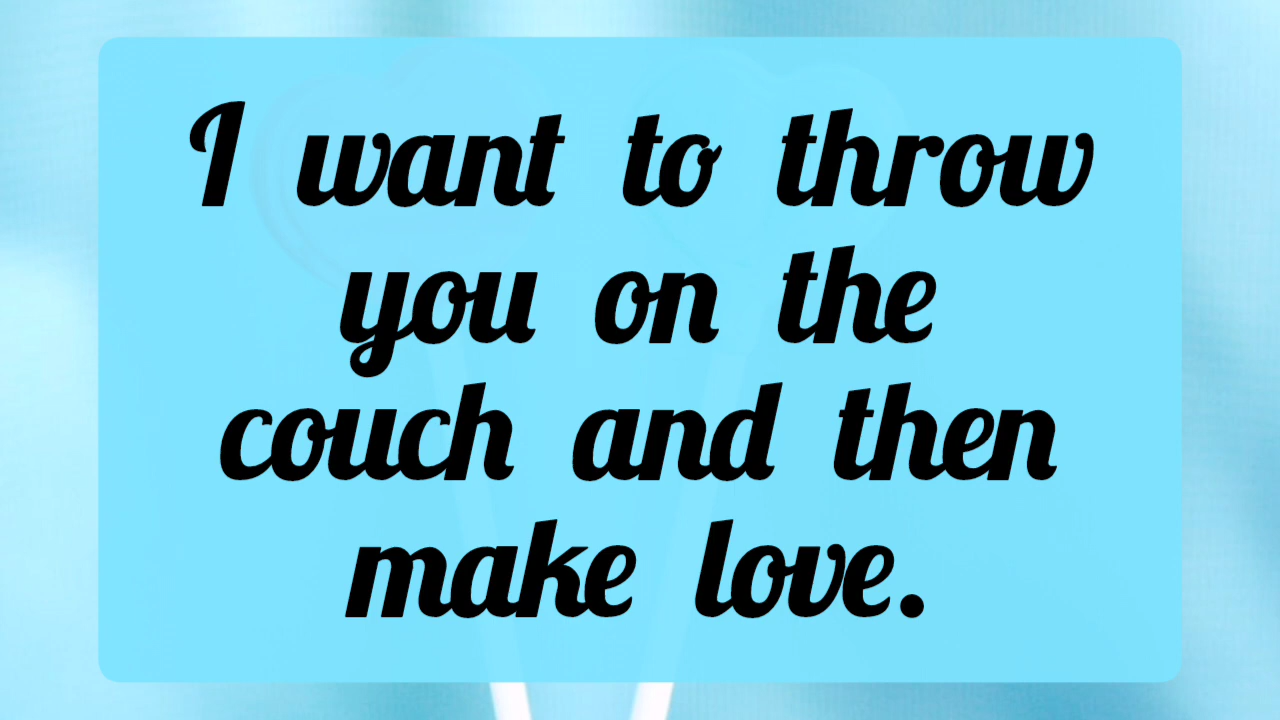 I want to throw
you on the
couch and then
make love.